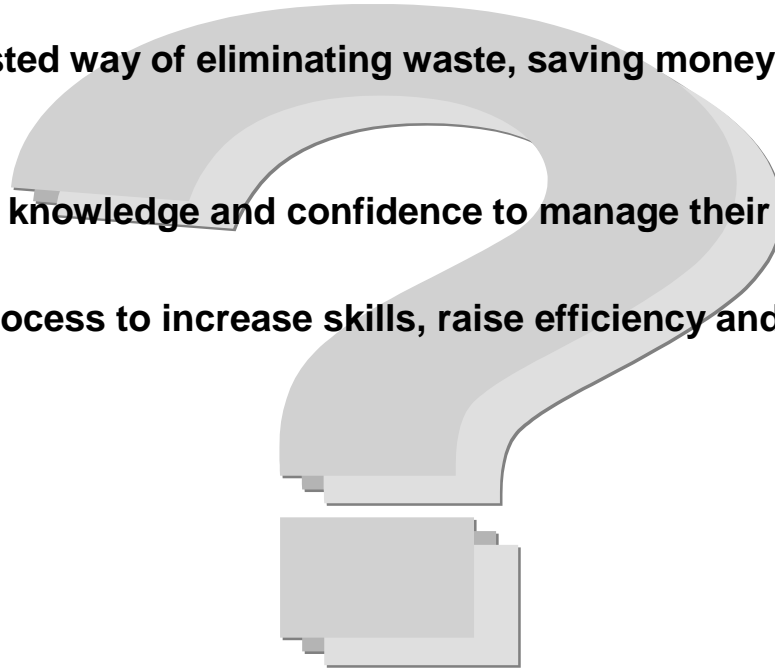 sted way of eliminating waste, saving money
knowledge and confidence to manage their
ocess to increase skills, raise efficiency and